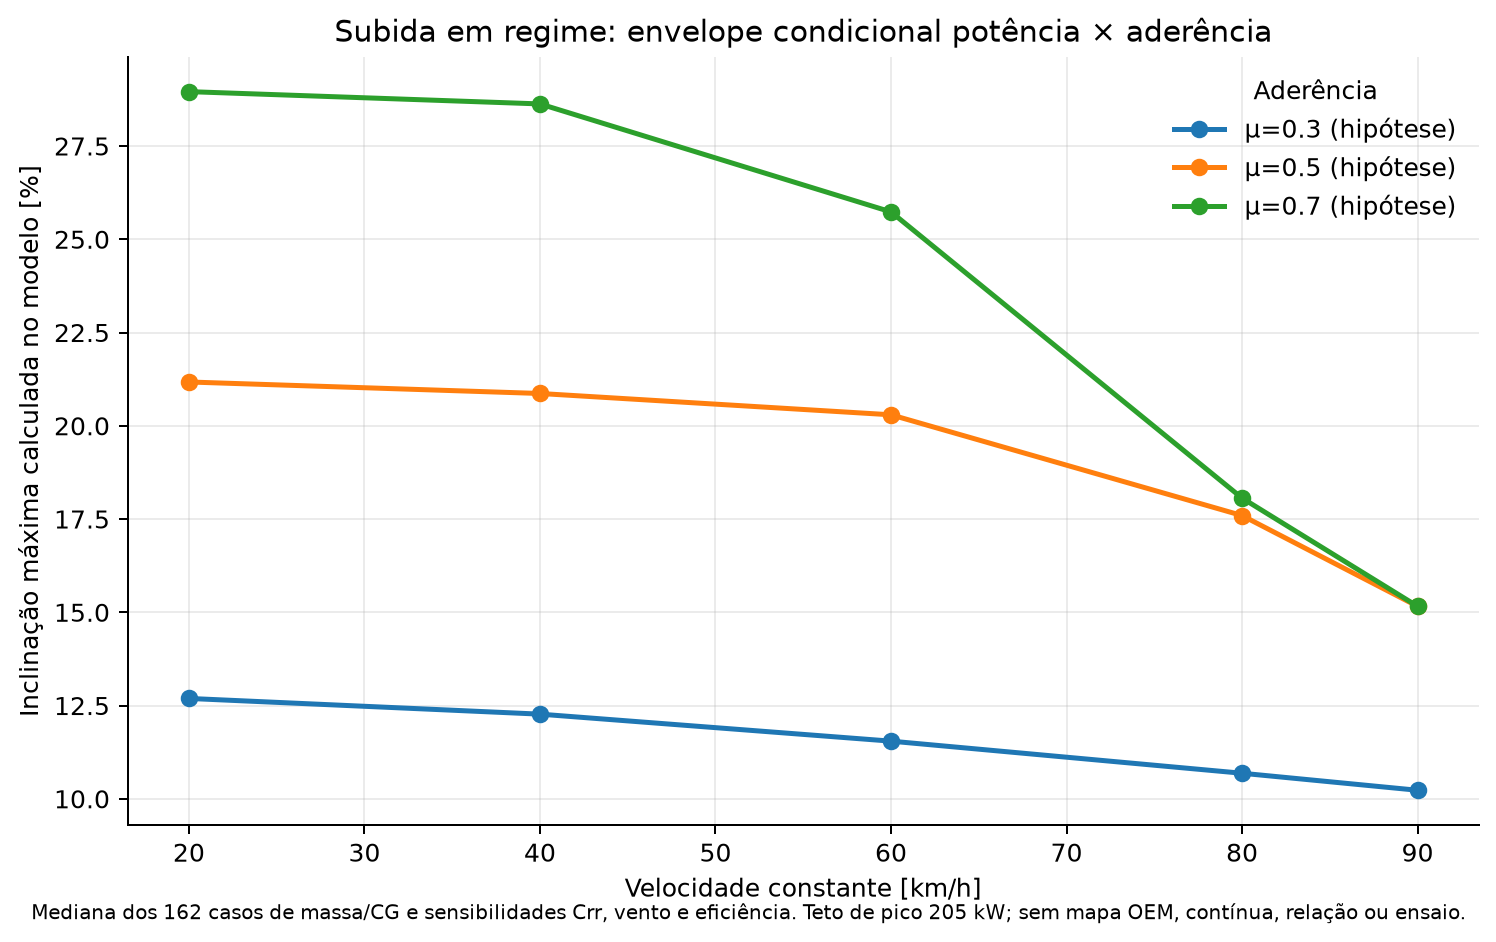 Subida em regime: envelope condicional potência × aderência
Inclinação máxima calculada no modelo [%]
27.5
25.0
22.5
20.0
17.5
15.0
12.5
10.0
Aderência
μ=0.3 (hipótese)
μ=0.5 (hipótese)
μ=0.7 (hipótese)
20 30 40 50 60 70 80 90
Velocidade constante [km/h]
Mediana dos 162 casos de massa/CG e sensibilidades Crr, vento e eficiência. Teto de pico 205 kW; sem mapa OEM, contínua, relação ou ensaio.